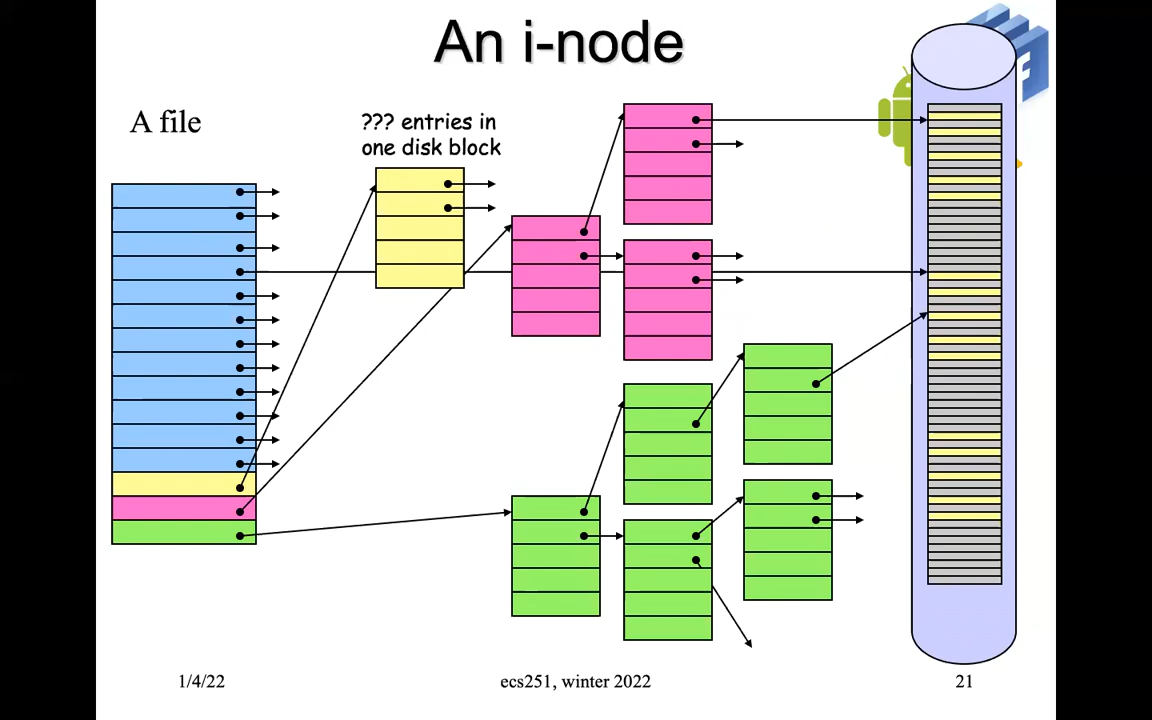 An i-node
A file
??? entries in
one disk block
1/4/22
ecs251, winter 2022
21